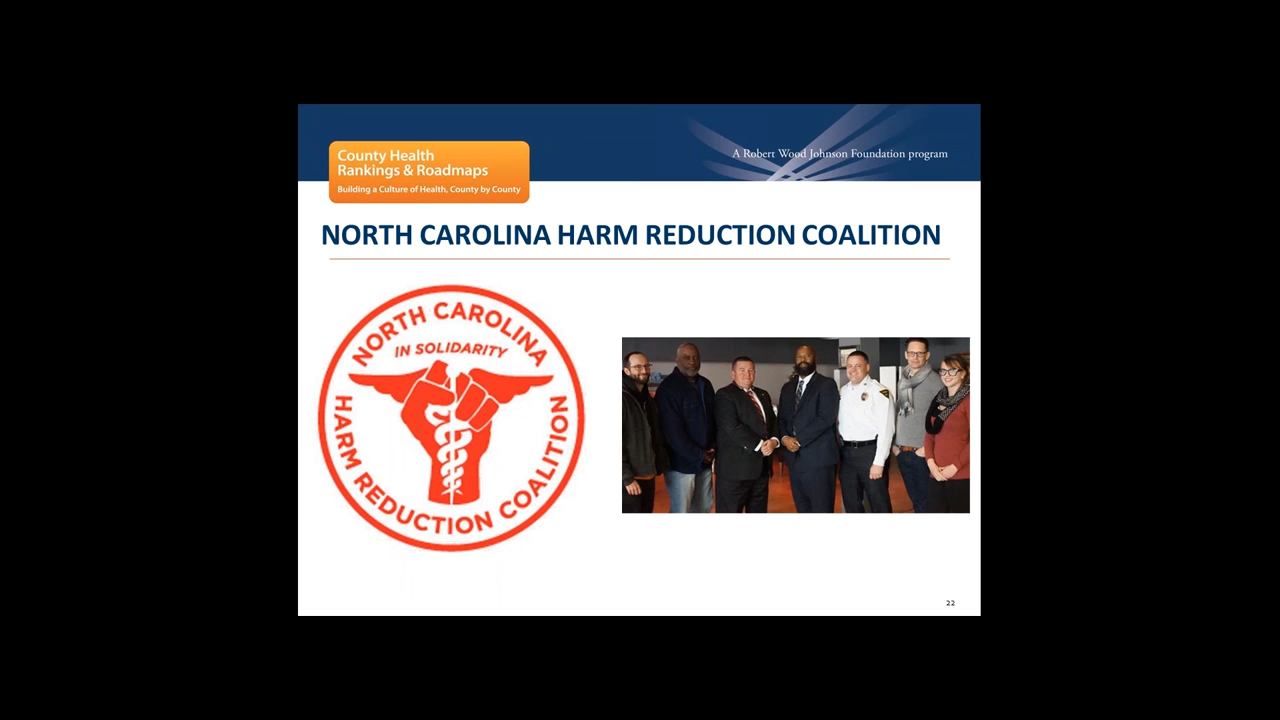 County Health
Rankings & Roadmaps
Building a Culture of Health, County by County
A Robert Wood Johnson Foundation program
NORTH CAROLINA HARM REDUCTION COALITION
NORTH CAROLINA
IN SOLIDARITY
HARM REDUCTION COALITION
22